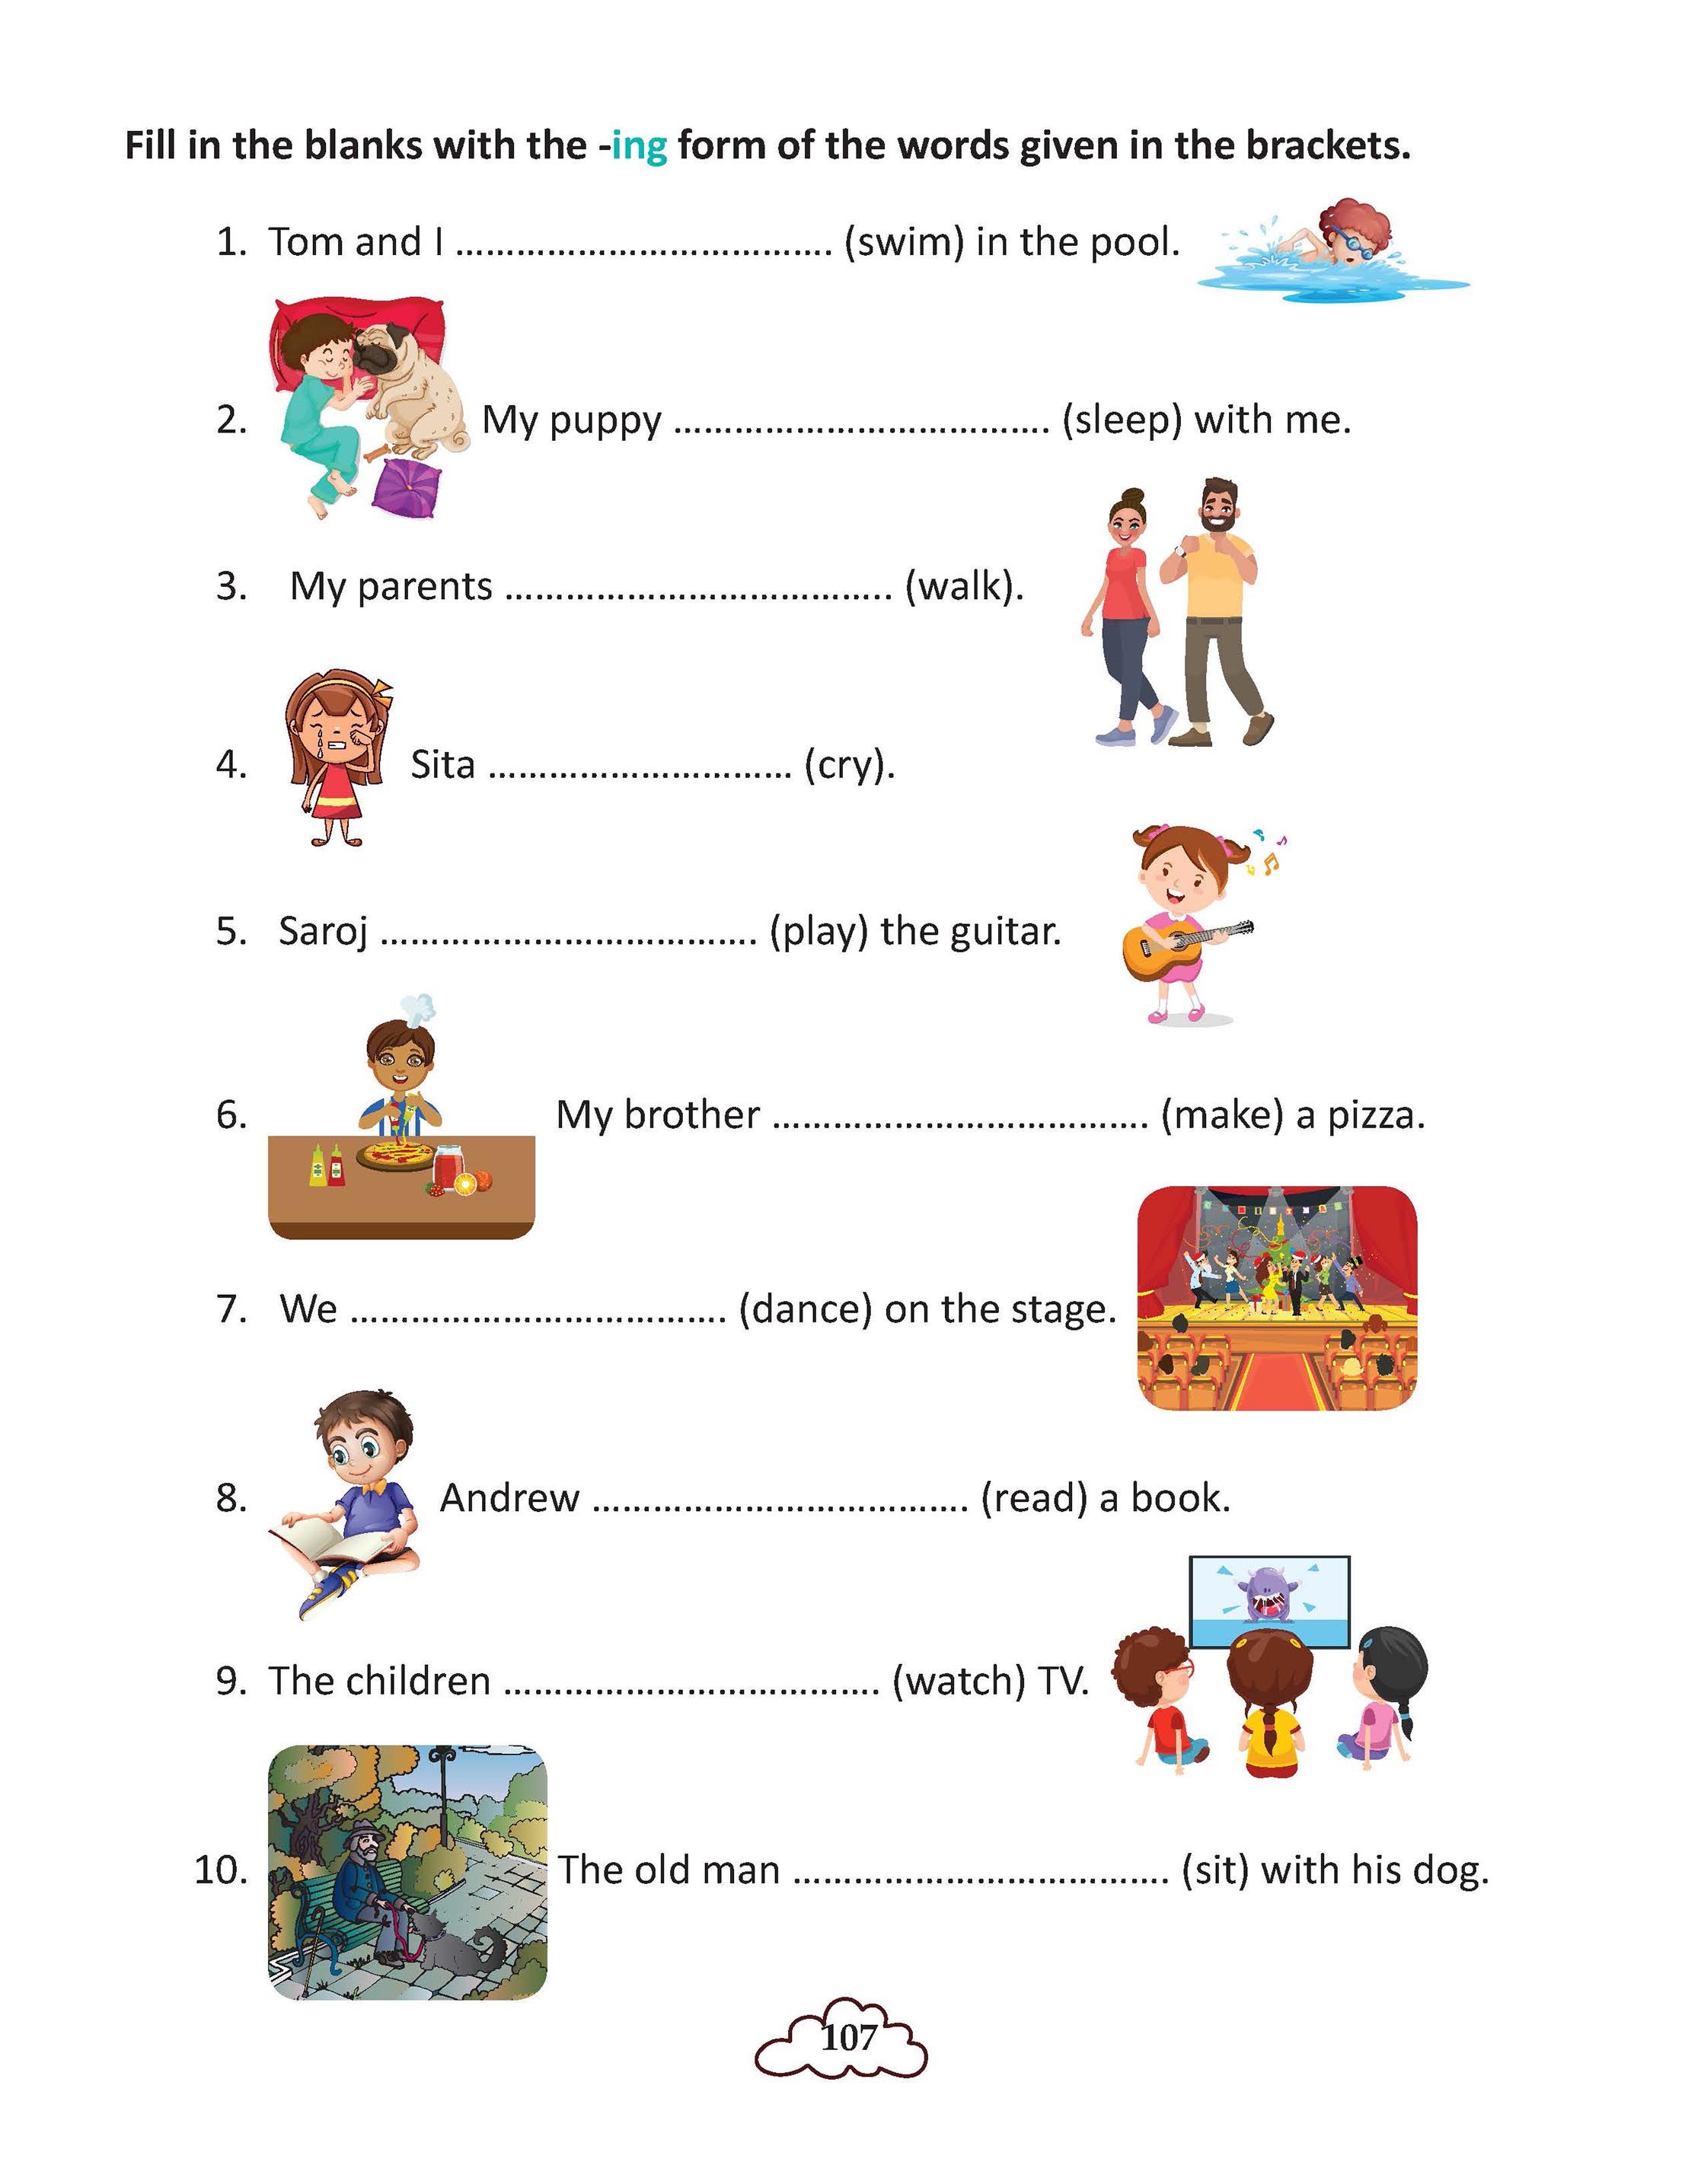 Fill in the blanks with the -ing form of the words given in the brackets.
1. Tom and I ………………………………. (swim) in the pool.
2. My puppy ………………………………. (sleep) with me.
3. My parents ……………………………….. (walk).
4. Sita ………………………… (cry).
5. Saroj ………………………………. (play) the guitar.
6. My brother ………………………………. (make) a pizza.
7. We ………………………………. (dance) on the stage.
8. Andrew ………………………………. (read) a book.
9. The children ………………………………. (watch) TV.
10. The old man ………………………………. (sit) with his dog.
107